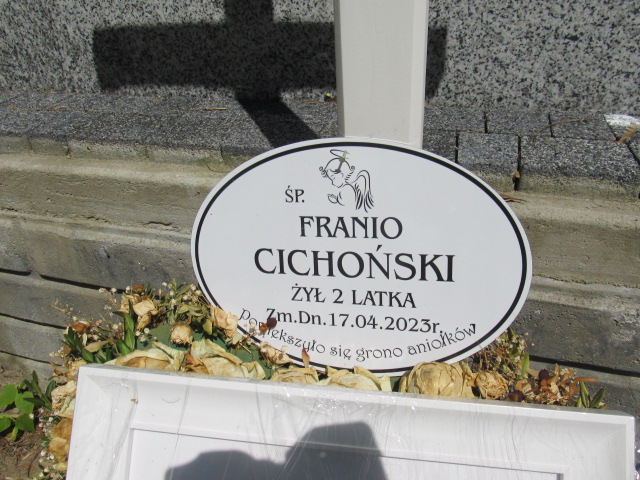 ŚP.
FRANIO
CICHOŃSKI
ŻYŁ 2 LATKA
Zm.Dn.17.04.2023r.
Powiększyło się grono aniołków